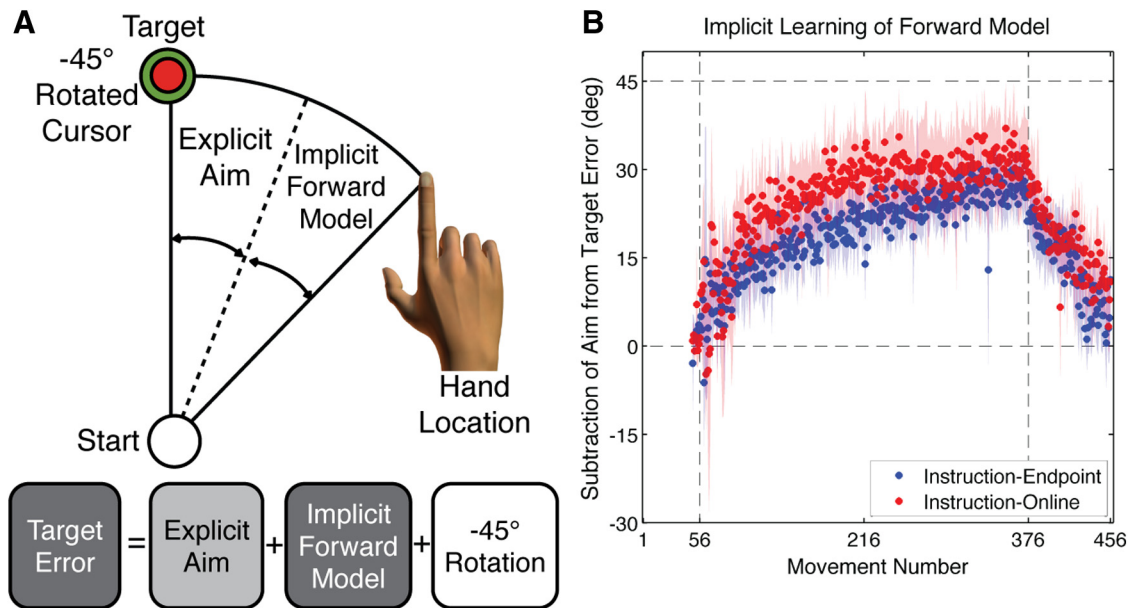 A
Target
-45°
Rotated
Cursor
Explicit
Aim
Implicit
Forward
Model
Hand
Location
Start
Target
Error
=
Explicit
Aim
+
Implicit
Forward
Model
+
-45°
Rotation
B
Implicit Learning of Forward Model
Subtraction of Aim from Target Error (deg)
45
30
15
0
-15
-30
Instruction-Endpoint
Instruction-Online
1 56 216 376 456
Movement Number